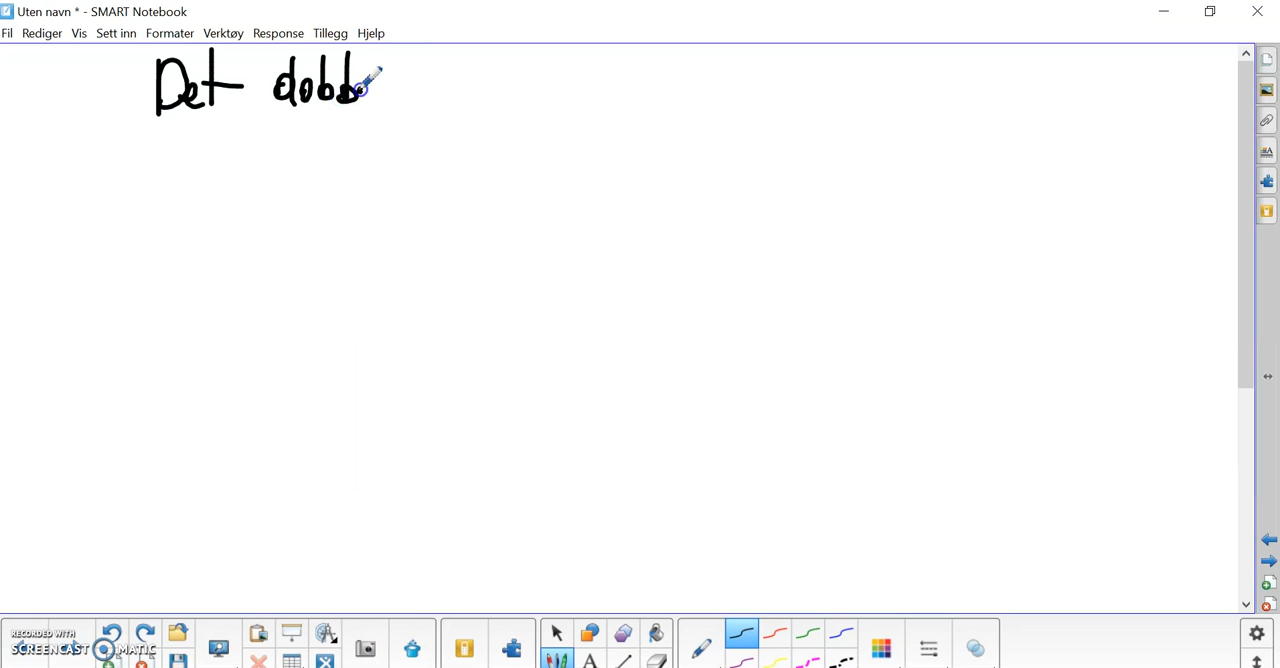 Uten navn * - SMART Notebook
Fil Rediger Vis Sett inn Formater Verktøy Response Tillegg Hjelp
Det dobb
RECORDED WITH
SCREENCAST MATIC